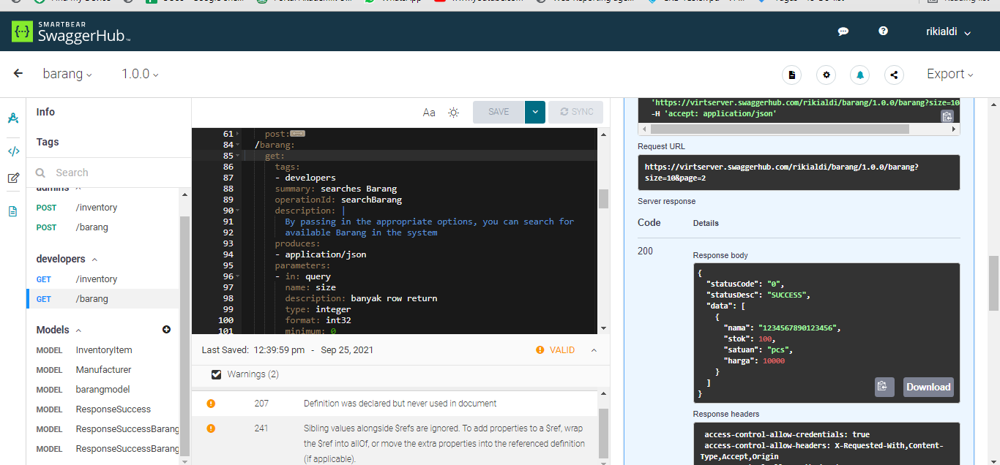 SMARTBEAR
SwaggerHub™
rikialdi
barang
1.0.0
Export
Info
Tags
Search
admins
POST /inventory
POST /barang
developers
GET /inventory
GET /barang
Models
MODEL InventoryItem
MODEL Manufacturer
MODEL barangmodel
MODEL ResponseSuccess
MODEL ResponseSuccessBarang
MODEL ResponseSuccessBarang
Aa
SAVE
SYNC
61 post:
84 /barang:
85 get:
86 tags:
87 - developers
88 summary: searches Barang
89 operationId: searchBarang
90 description: |
91 By passing in the appropriate options, you can search for
92 available Barang in the system
93 produces:
94 - application/json
95 parameters:
96 - in: query
97 name: size
98 description: banyak row return
99 type: integer
100 format: int32
101 minimum: 0
Last Saved: 12:39:59 pm - Sep 25, 2021
VALID
Warnings (2)
207 Definition was declared but never used in document
241 Sibling values alongside $refs are ignored. To add properties to a $ref, wrap
the $ref into allOf, or move the extra properties into the referenced definition
(if applicable).
'https://virtserver.swaggerhub.com/rikialdi/barang/1.0.0/barang?size=10
-H 'accept: application/json'
Request URL
https://virtserver.swaggerhub.com/rikialdi/barang/1.0.0/barang?
size=10&page=2
Server response
Code Details
200
Response body
{
"statusCode": "0",
"statusDesc": "SUCCESS",
"data": [
{
"nama": "1234567890123456",
"stok": 100,
"satuan": "pcs",
"harga": 10000
}
]
}
Download
Response headers
access-control-allow-credentials: true
access-control-allow-headers: X-Requested-With,Content-
Type,Accept,Origin